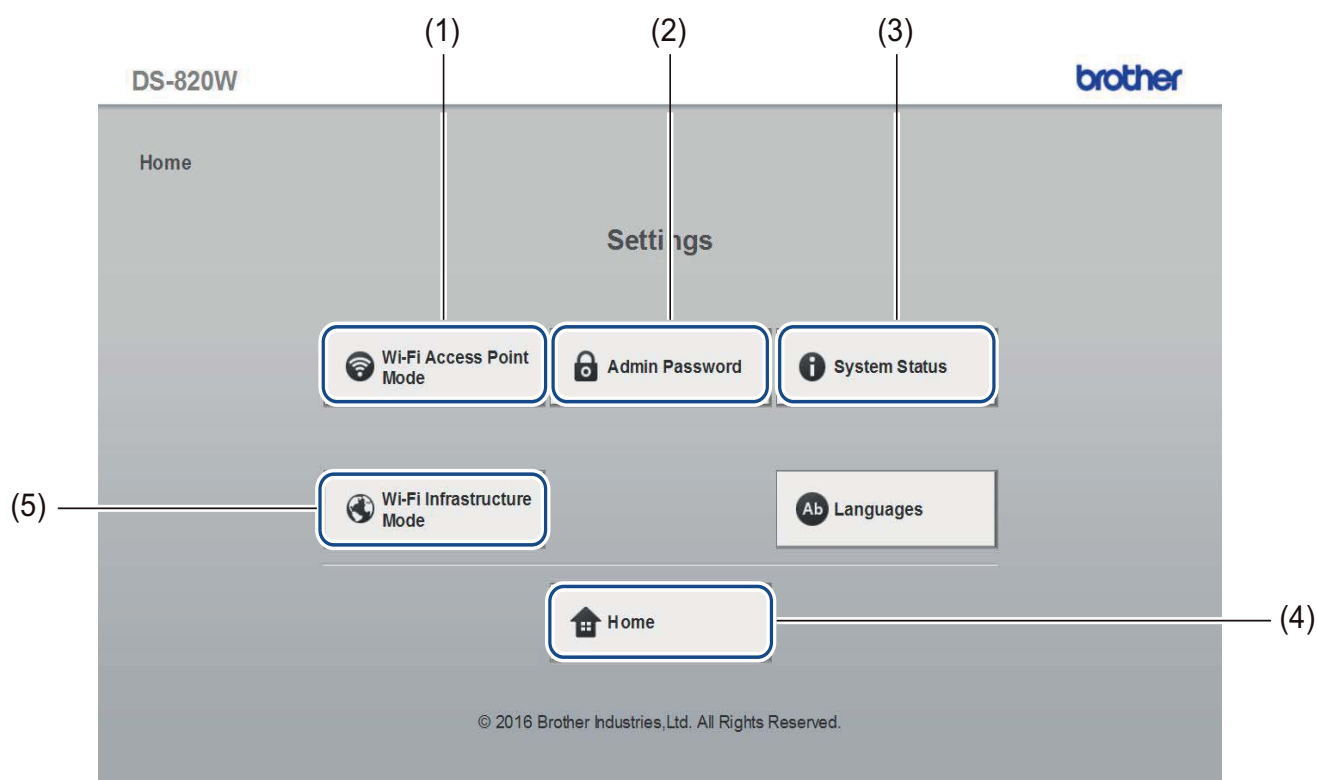 (1) (2) (3)
DS-820W brother
Home
Settings
Wi-Fi Access Point
Mode
Admin Password
System Status
(5)
Wi-Fi Infrastructure
Mode
Ab Languages
Home
(4)
© 2016 Brother Industries,Ltd. All Rights Reserved.